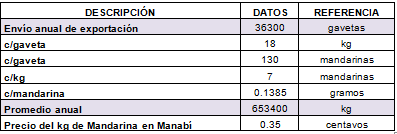 DESCRIPCIÓN DATOS REFERENCIA
Envío anual de exportación 36300 gavetas
c/gaveta 18 kg
c/gaveta 130 mandarinas
c/kg 7 mandarinas
c/mandarina 0.1385 gramos
Promedio anual 653400 kg
Precio del kg de Mandarina en Manabí 0.35 centavos